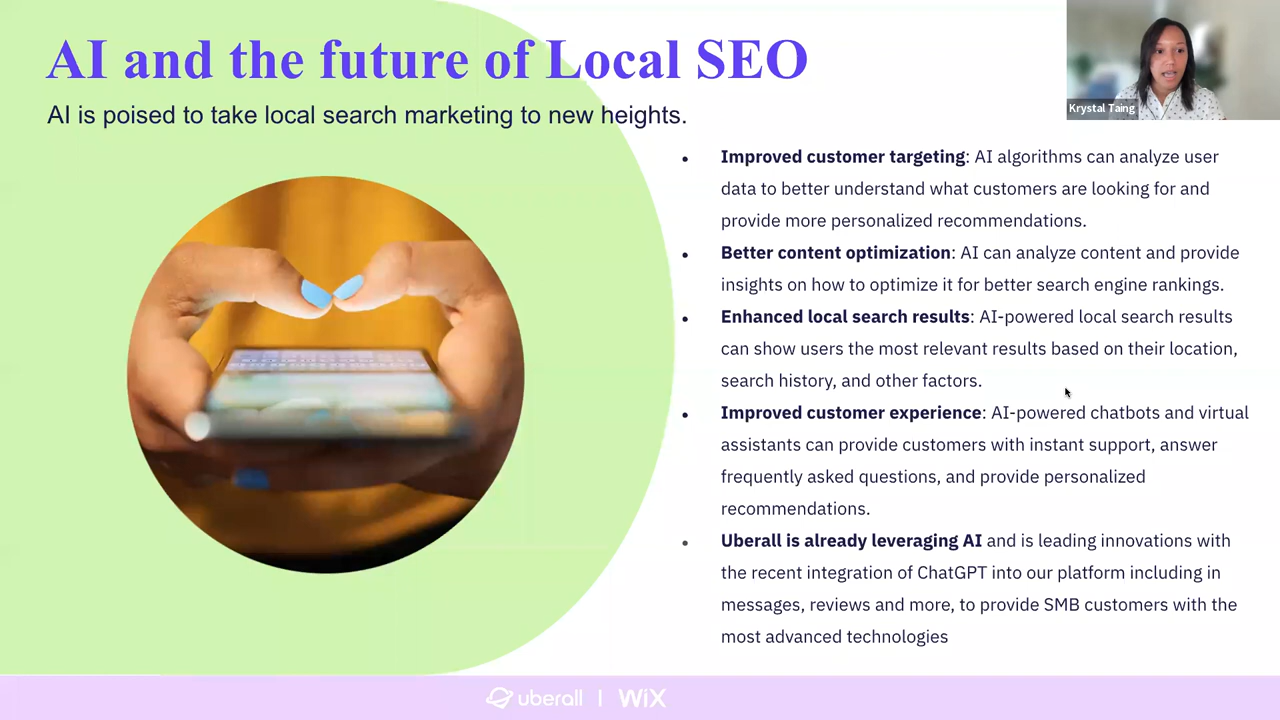 AI and the future of Local SEO
AI is poised to take local search marketing to new heights.
Krystal Taing
• Improved customer targeting: AI algorithms can analyze user
data to better understand what customers are looking for and
provide more personalized recommendations.
• Better content optimization: AI can analyze content and provide
insights on how to optimize it for better search engine rankings.
• Enhanced local search results: AI-powered local search results
can show users the most relevant results based on their location,
search history, and other factors.
• Improved customer experience: AI-powered chatbots and virtual
assistants can provide customers with instant support, answer
frequently asked questions, and provide personalized
recommendations.
• Uberall is already leveraging AI and is leading innovations with
the recent integration of ChatGPT into our platform including in
messages, reviews and more, to provide SMB customers with the
most advanced technologies
uberall | WiX